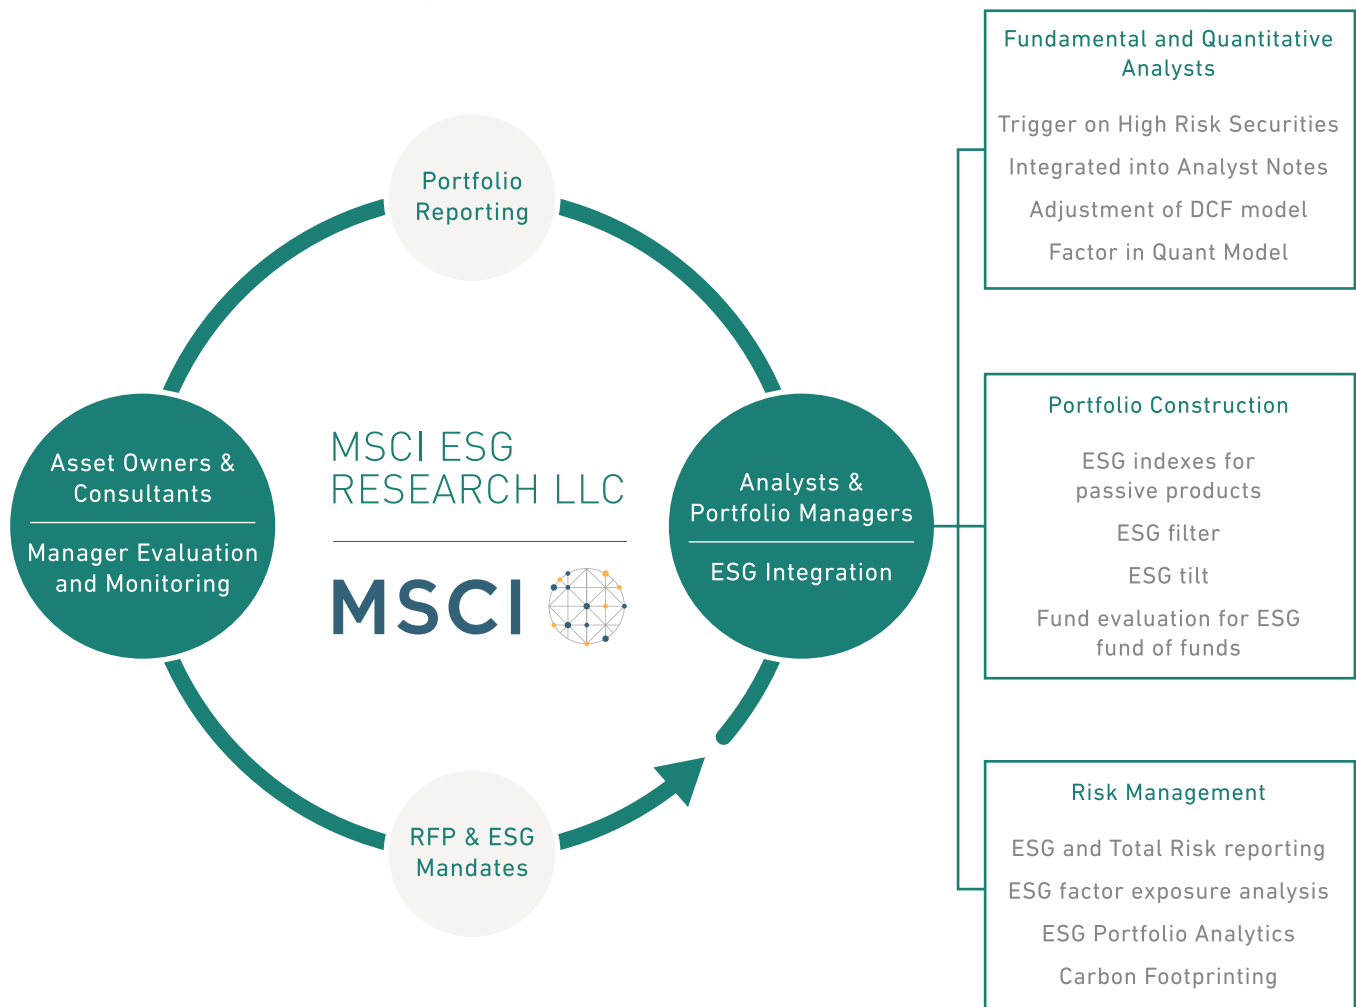 Portfolio
Reporting
Asset Owners &
Consultants
Manager Evaluation
and Monitoring
MSCI ESG
RESEARCH LLC
MSCI
Analysts &
Portfolio Managers
ESG Integration
RFP & ESG
Mandates
Fundamental and Quantitative
Analysts
Trigger on High Risk Securities
Integrated into Analyst Notes
Adjustment of DCF model
Factor in Quant Model
Portfolio Construction
ESG indexes for
passive products
ESG filter
ESG tilt
Fund evaluation for ESG
fund of funds
Risk Management
ESG and Total Risk reporting
ESG factor exposure analysis
ESG Portfolio Analytics
Carbon Footprinting